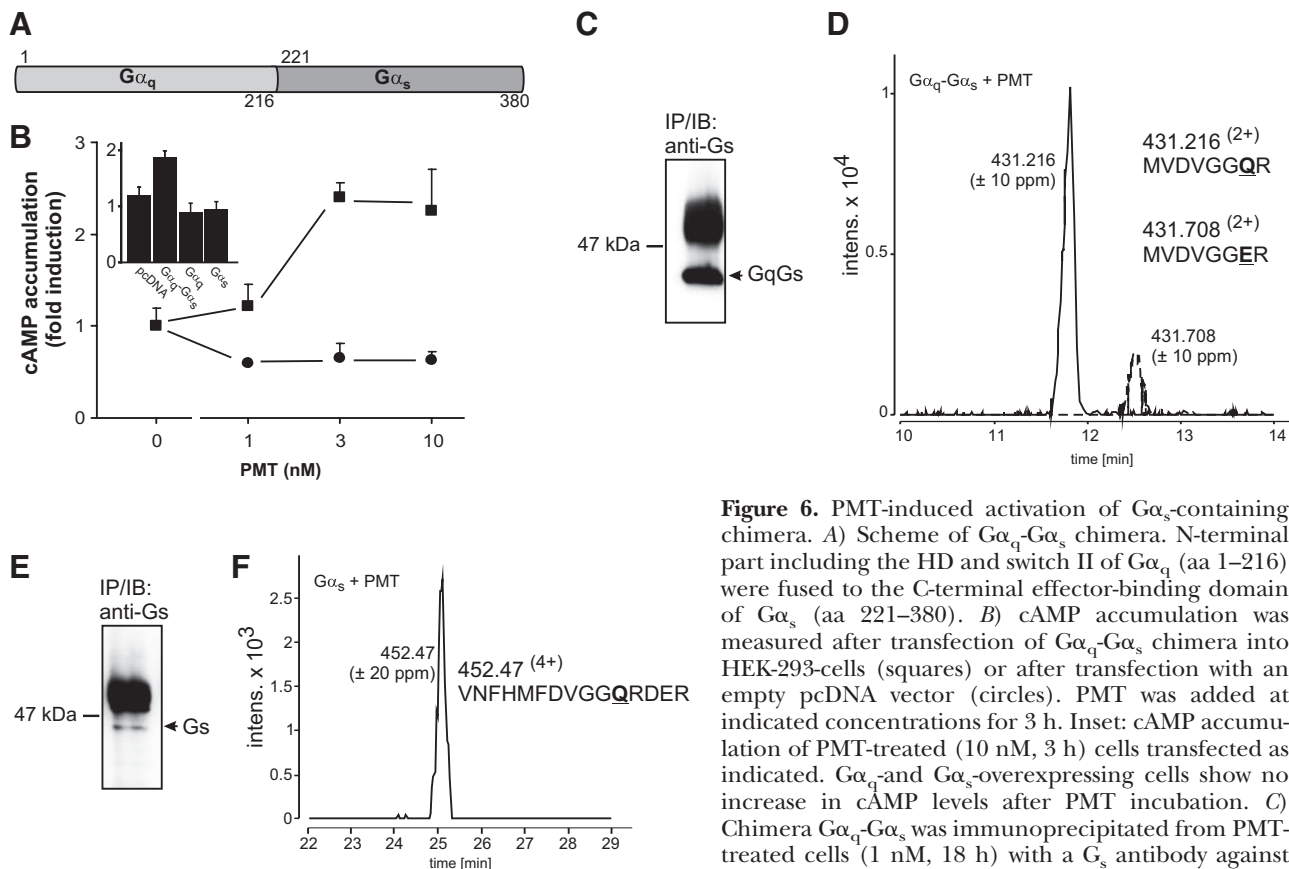 A
1
221
Gαq
Gαs
216
380
B
3
2
1
0
cAMP accumulation
(fold induction)
2
1
0
pcDNA
Gαq-Gαs
Gαq
Gαs
0
1
3
10
PMT (nM)
C
IP/IB:
anti-Gs
47 kDa
GqGs
D
Gαq-Gαs + PMT
1
0.5
0
intens. x 10^4
431.216
(± 10 ppm)
431.216 (2+)
MVDVGGQR
431.708 (2+)
MVDVGGER
431.708
(± 10 ppm)
10
11
12
13
14
time [min]
E
IP/IB:
anti-Gs
47 kDa
Gs
F
Gαs + PMT
2.5
2
1.5
1
0.5
0
intens. x 10^3
452.47
(± 20 ppm)
452.47 (4+)
VNFHMFDVGGQRDER
22
23
24
25
26
27
28
29
time [min]
Figure 6. PMT-induced activation of Gαs-containing
chimera. A) Scheme of Gαq-Gαs chimera. N-terminal
part including the HD and switch II of Gαq (aa 1–216)
were fused to the C-terminal effector-binding domain
of Gαs (aa 221–380). B) cAMP accumulation was
measured after transfection of Gαq-Gαs chimera into
HEK-293-cells (squares) or after transfection with an
empty pcDNA vector (circles). PMT was added at
indicated concentrations for 3 h. Inset: cAMP accumu-
lation of PMT-treated (10 nM, 3 h) cells transfected as
indicated. Gαq-and Gαs-overexpressing cells show no
increase in cAMP levels after PMT incubation. C)
Chimera Gαq-Gαs was immunoprecipitated from PMT-
treated cells (1 nM, 18 h) with a Gs antibody against